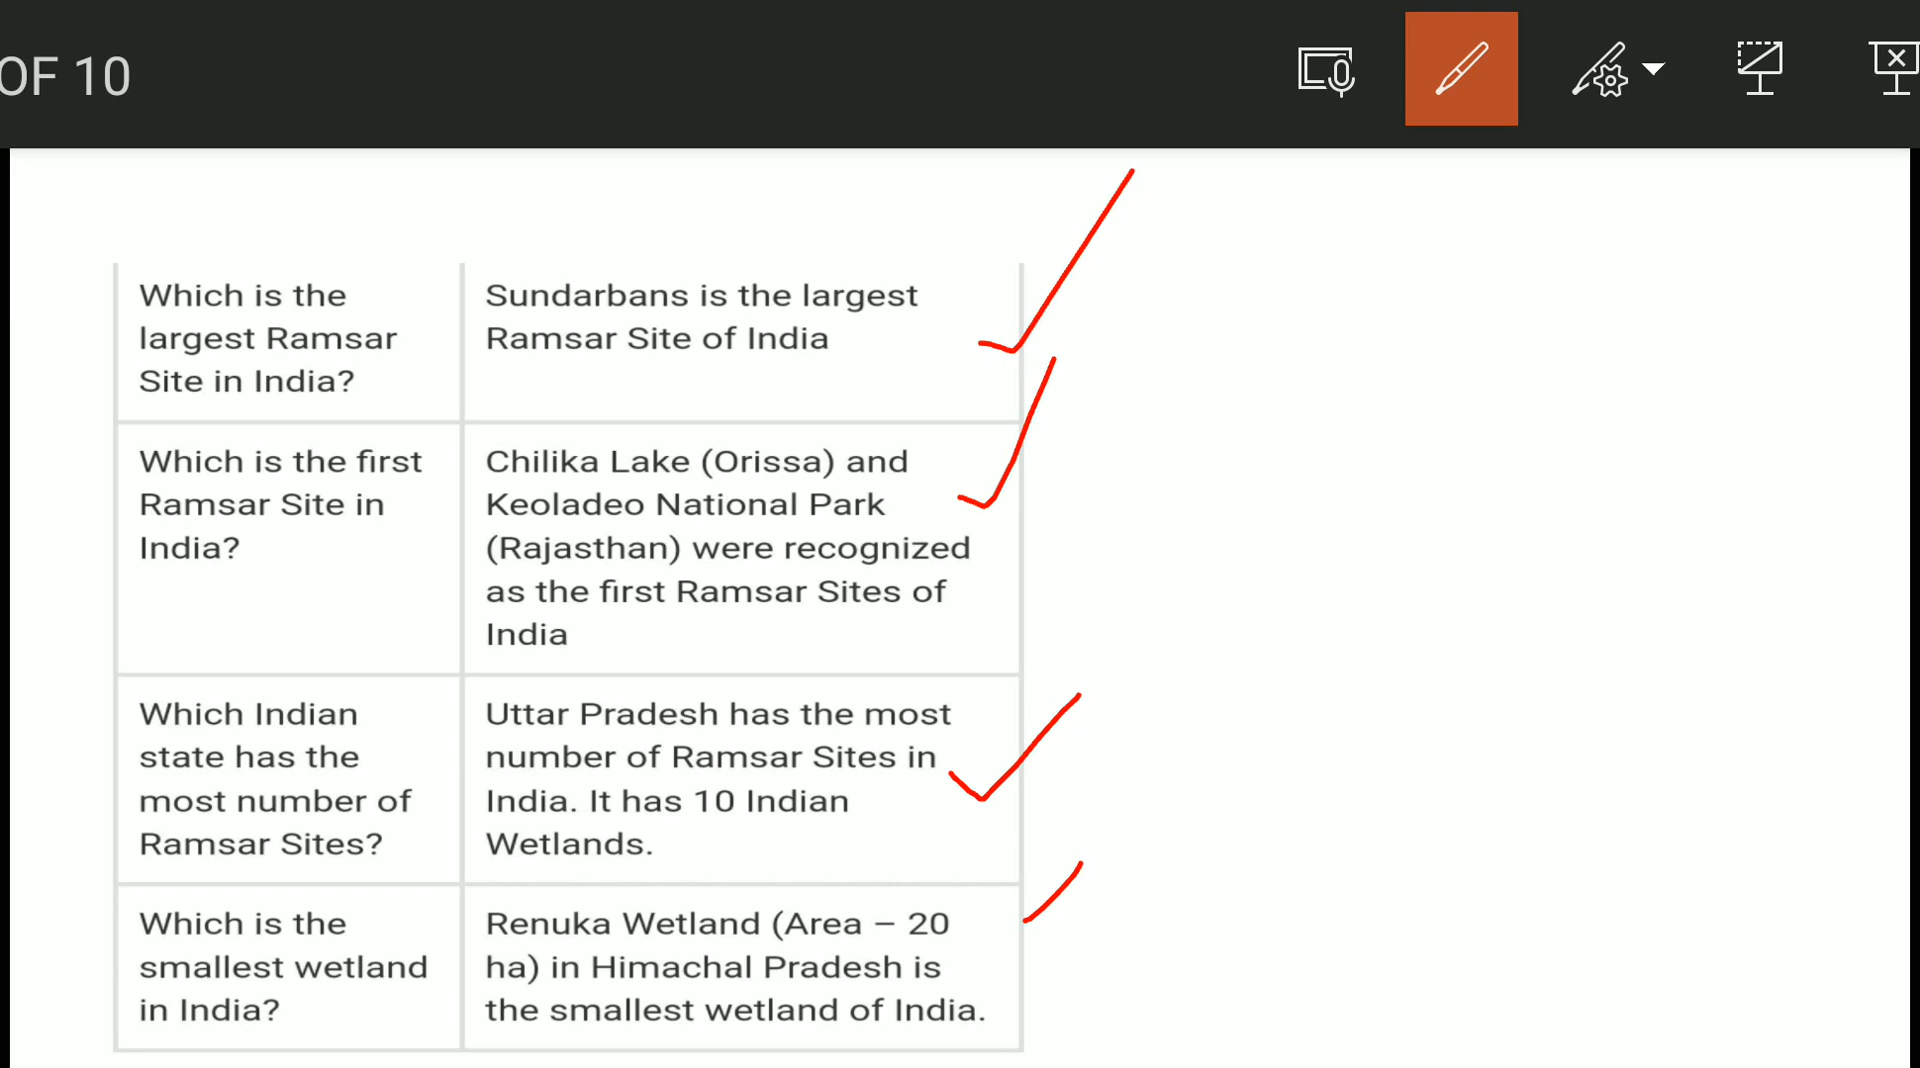 OF 10
Which is the
largest Ramsar
Site in India?
Sundarbans is the largest
Ramsar Site of India
Which is the first
Ramsar Site in
India?
Chilika Lake (Orissa) and
Keoladeo National Park
(Rajasthan) were recognized
as the first Ramsar Sites of
India
Which Indian
state has the
most number of
Ramsar Sites?
Uttar Pradesh has the most
number of Ramsar Sites in
India. It has 10 Indian
Wetlands.
Which is the
smallest wetland
in India?
Renuka Wetland (Area – 20
ha) in Himachal Pradesh is
the smallest wetland of India.